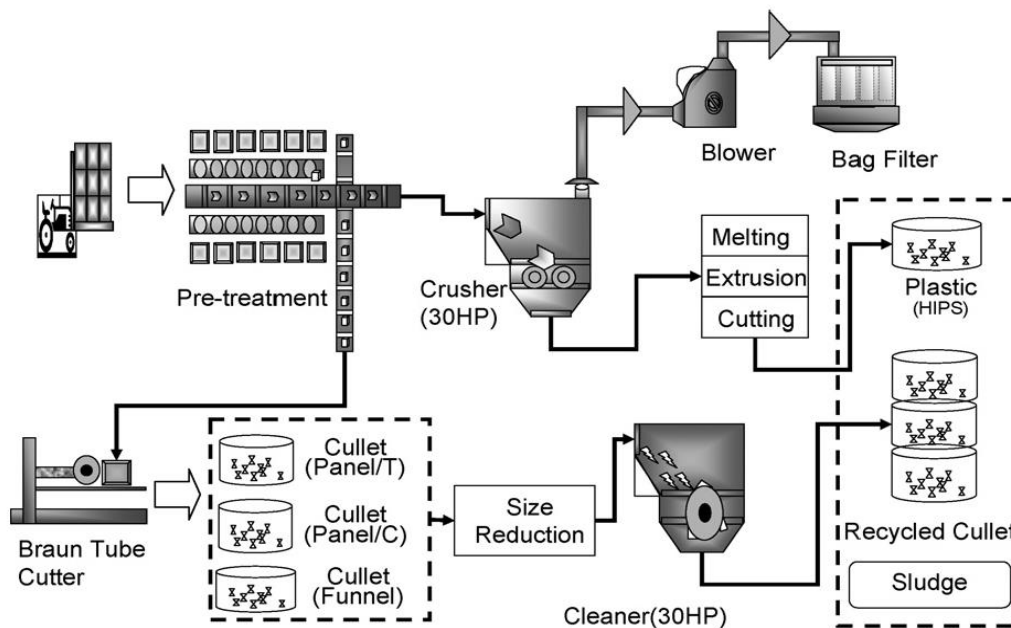 Blower
Bag Filter
Pre-treatment
Crusher
(30HP)
Melting
Extrusion
Cutting
Plastic
(HIPS)
Braun Tube
Cutter
Cullet
(Panel/T)
Cullet
(Panel/C)
Cullet
(Funnel)
Size
Reduction
Cleaner(30HP)
Recycled Cullet
Sludge